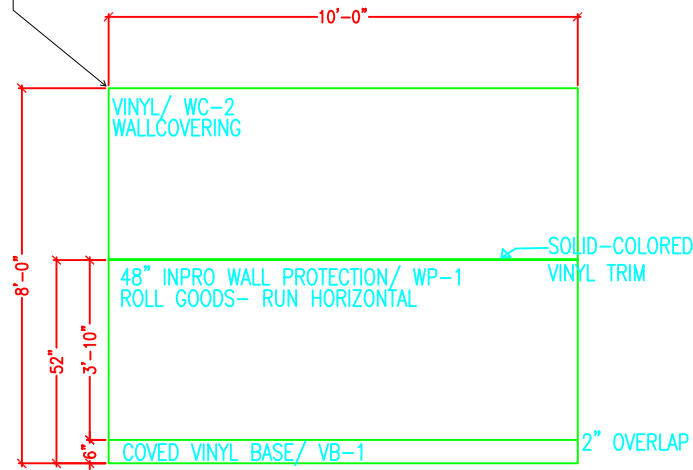 10'-0"
VINYL/ WC-2
WALLCOVERING
SOLID-COLORED
VINYL TRIM
48" INPRO WALL PROTECTION/ WP-1
ROLL GOODS- RUN HORIZONTAL
8'-0"
52"
3'-10"
6"
COVED VINYL BASE/ VB-1
2" OVERLAP